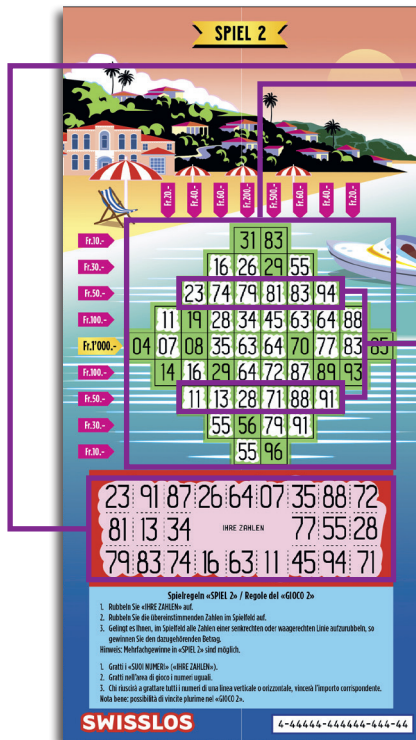 SPIEL 2
Fr.20.- Fr.40.- Fr.60.- Fr.200.- Fr.500.- Fr.60.- Fr.40.- Fr.20.-
Fr.10.- 31 83
Fr.30.- 16 26 29 55
Fr.50.- 23 74 79 81 83 94
Fr.100.- 11 19 28 34 45 63 64 88
Fr.1'000.- 04 07 08 35 63 64 70 77 83 85
Fr.100.- 14 16 29 64 72 87 89 93
Fr.50.- 11 13 28 71 88 91
Fr.30.- 55 56 79 91
Fr.10.- 55 96
23 91 87 26 64 07 35 88 72
81 13 34 IHRE ZAHLEN 77 55 28
79 83 74 16 63 11 45 94 71
Spielregeln «SPIEL 2» / Regole del «GIOCO 2»
1. Rubbeln Sie «IHRE ZAHLEN» auf.
2. Rubbeln Sie die übereinstimmenden Zahlen im Spielfeld auf.
3. Gelingt es Ihnen, im Spielfeld alle Zahlen einer senkrechten oder waagerechten Linie aufzurubbeln, so
gewinnen Sie den dazugehörenden Betrag.
Hinweis: Mehrfachgewinne in «SPIEL 2» sind möglich.
1. Gratti i «SUOI NUMERI» («IHRE ZAHLEN»).
2. Gratti nell'area di gioco i numeri uguali.
3. Chi riuscirà a grattare tutti i numeri di una linea verticale o orizzontale, vincerà l'importo corrispondente.
Nota bene: possibilità di vincite plurime nel «GIOCO 2».
SWISSLOS
4-44444-444444-444-44